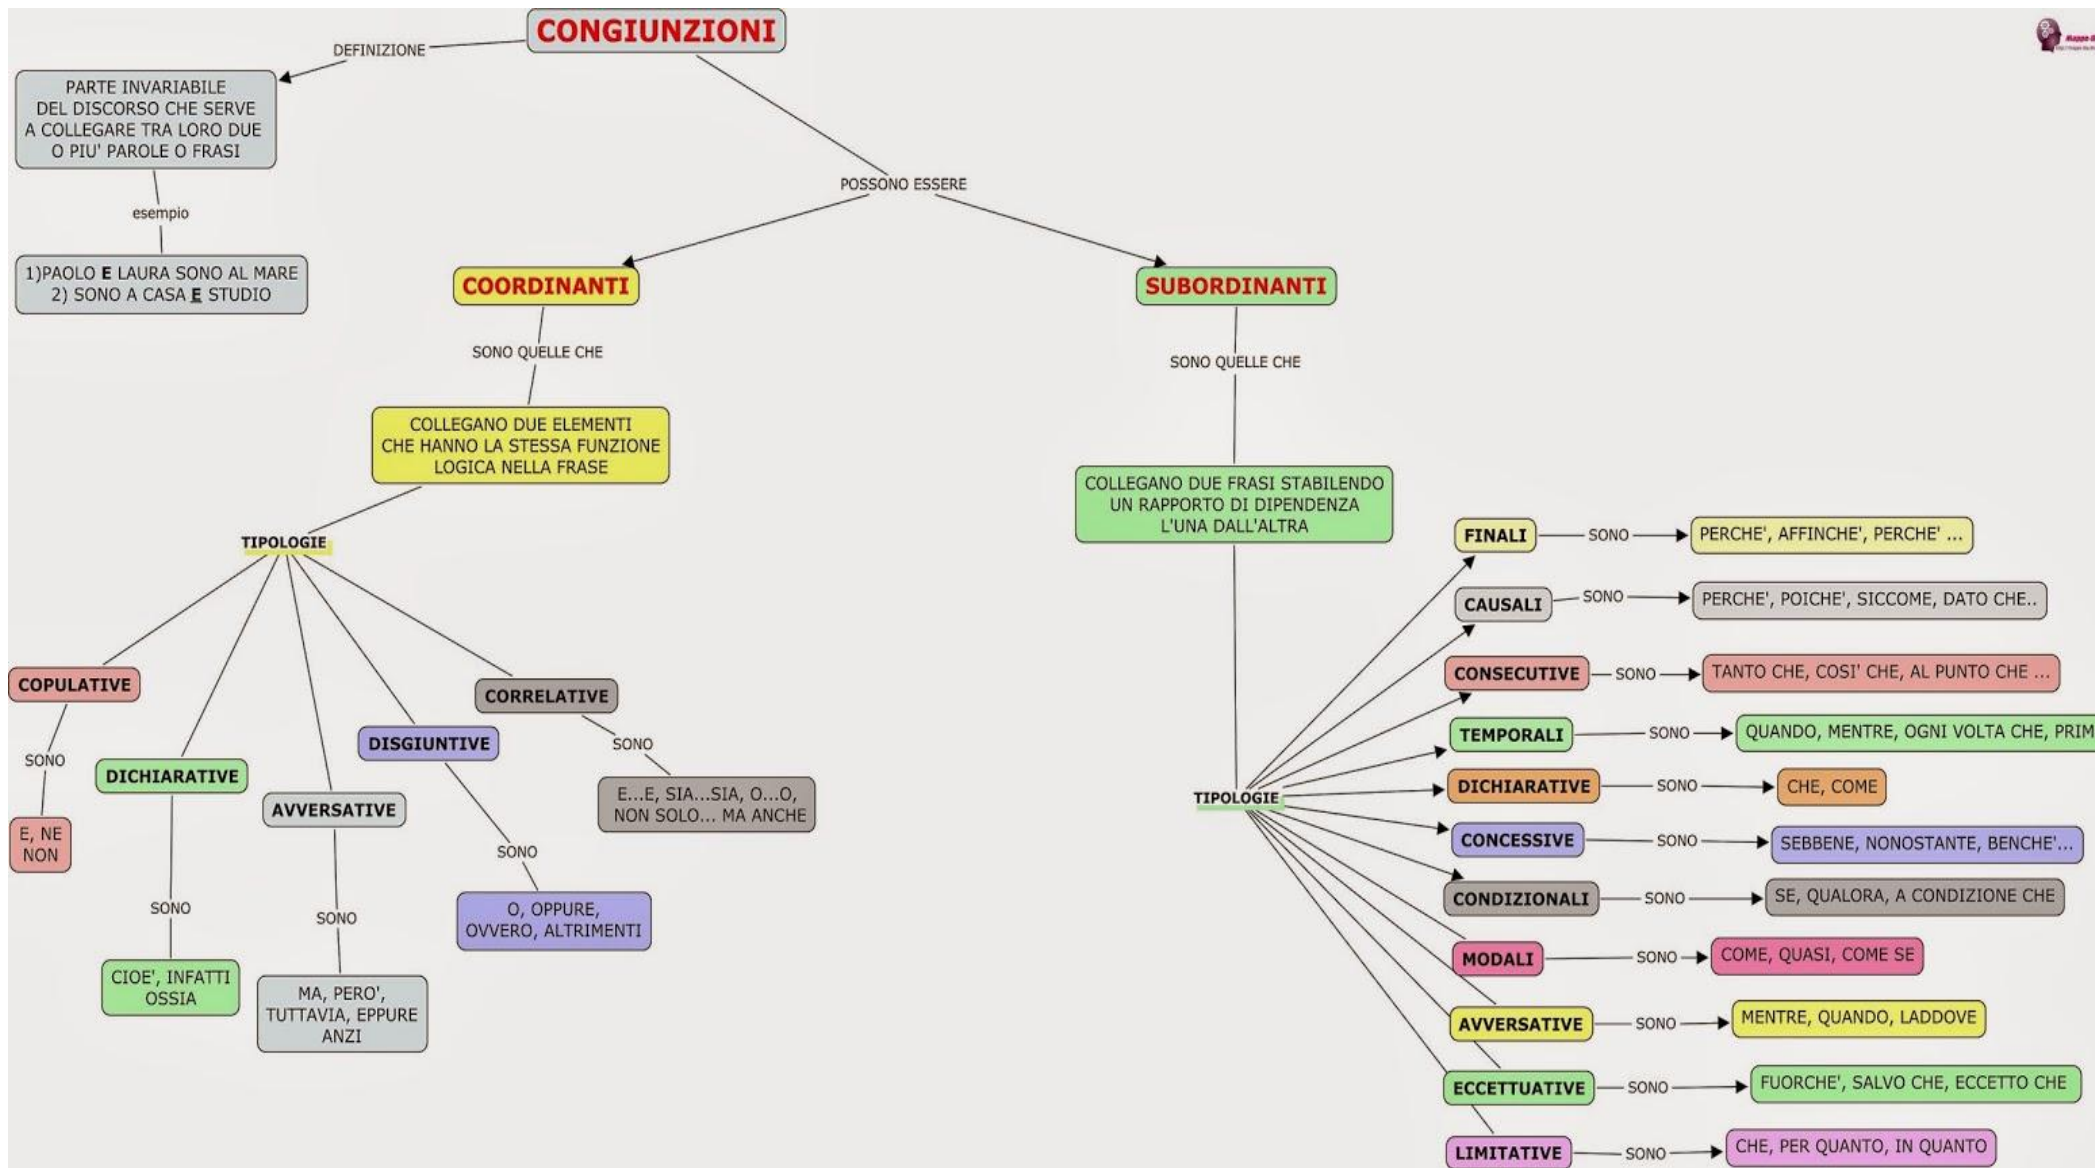 CONGIUNZIONI
DEFINIZIONE
PARTE INVARIABILE
DEL DISCORSO CHE SERVE
A COLLEGARE TRA LORO DUE
O PIU' PAROLE O FRASI
esempio
1)PAOLO E LAURA SONO AL MARE
2) SONO A CASA E STUDIO
POSSONO ESSERE
COORDINANTI
SONO QUELLE CHE
COLLEGANO DUE ELEMENTI
CHE HANNO LA STESSA FUNZIONE
LOGICA NELLA FRASE
TIPOLOGIE
COPULATIVE
SONO
E, NE
NON
DICHIARATIVE
SONO
CIOE', INFATTI
OSSIA
AVVERSATIVE
SONO
MA, PERO',
TUTTAVIA, EPPURE
ANZI
DISGIUNTIVE
SONO
O, OPPURE,
OVVERO, ALTRIMENTI
CORRELATIVE
SONO
E...E, SIA...SIA, O...O,
NON SOLO... MA ANCHE
SUBORDINANTI
SONO QUELLE CHE
COLLEGANO DUE FRASI STABILENDO
UN RAPPORTO DI DIPENDENZA
L'UNA DALL'ALTRA
TIPOLOGIE
FINALI SONO PERCHE', AFFINCHE', PERCHE' ...
CAUSALI SONO PERCHE', POICHE', SICCOME, DATO CHE..
CONSECUTIVE SONO TANTO CHE, COSI' CHE, AL PUNTO CHE ...
TEMPORALI SONO QUANDO, MENTRE, OGNI VOLTA CHE, PRIM
DICHIARATIVE SONO CHE, COME
CONCESSIVE SONO SEBBENE, NONOSTANTE, BENCHE'...
CONDIZIONALI SONO SE, QUALORA, A CONDIZIONE CHE
MODALI SONO COME, QUASI, COME SE
AVVERSATIVE SONO MENTRE, QUANDO, LADDOVE
ECCETTUATIVE SONO FUORCHE', SALVO CHE, ECCETTO CHE
LIMITATIVE SONO CHE, PER QUANTO, IN QUANTO